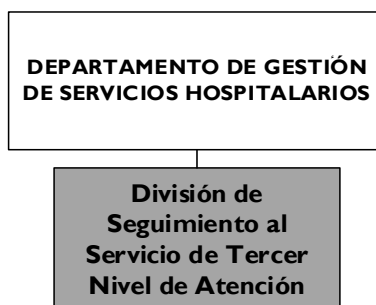 DEPARTAMENTO DE GESTIÓN
DE SERVICIOS HOSPITALARIOS
División de
Seguimiento al
Servicio de Tercer
Nivel de Atención